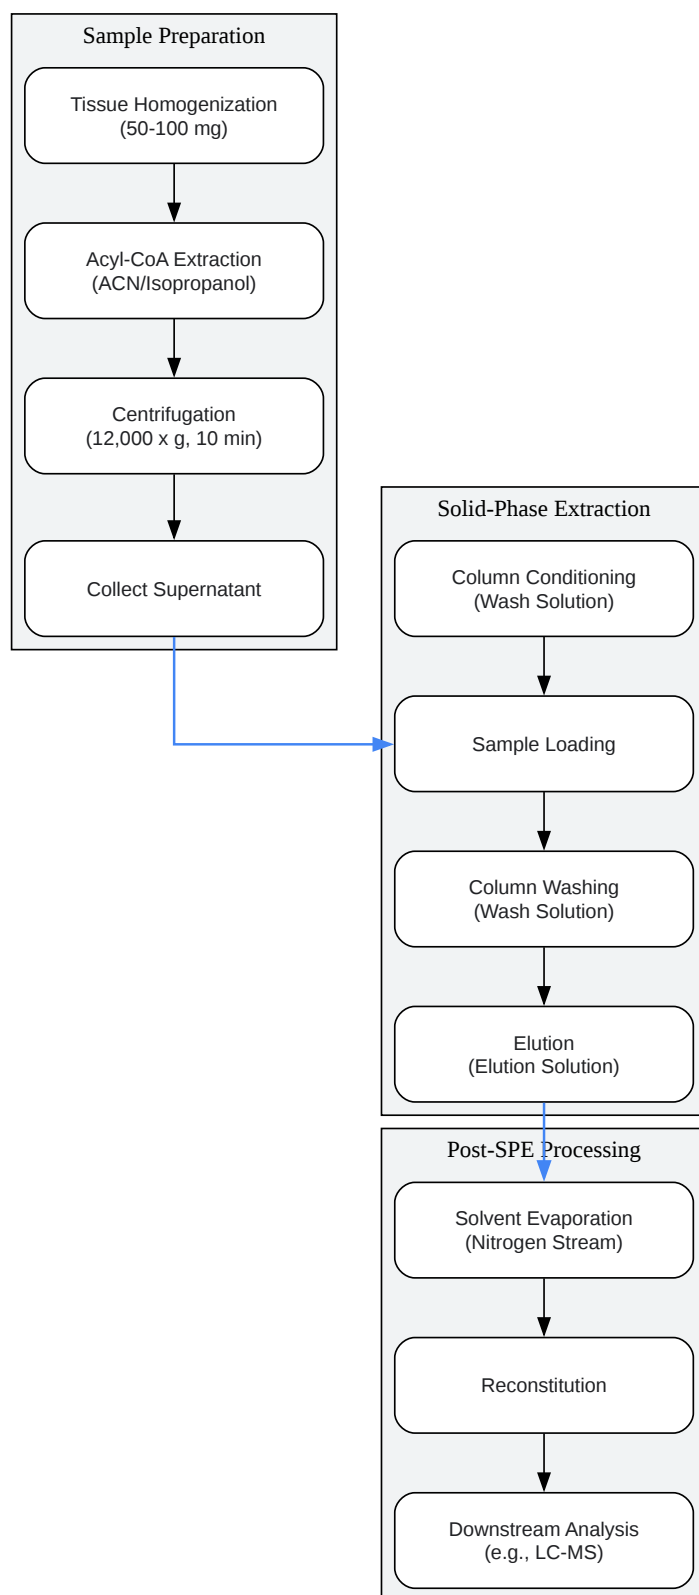 Sample Preparation
Tissue Homogenization
(50-100 mg)
Acyl-CoA Extraction
(ACN/Isopropanol)
Centrifugation
(12,000 x g, 10 min)
Collect Supernatant
Solid-Phase Extraction
Column Conditioning
(Wash Solution)
Sample Loading
Column Washing
(Wash Solution)
Elution
(Elution Solution)
Post-SPE Processing
Solvent Evaporation
(Nitrogen Stream)
Reconstitution
Downstream Analysis
(e.g., LC-MS)